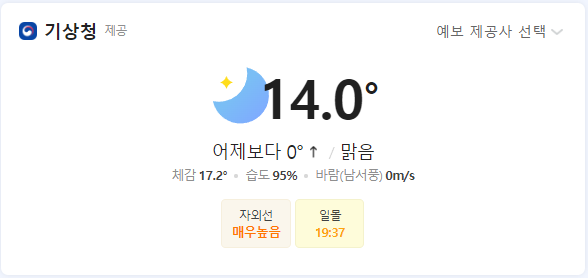 기상청 제공 예보 제공사 선택
14.0°
어제보다 0° ↑ / 맑음
체감 17.2° • 습도 95% • 바람(남서풍) 0m/s
자외선 일몰
매우높음 19:37